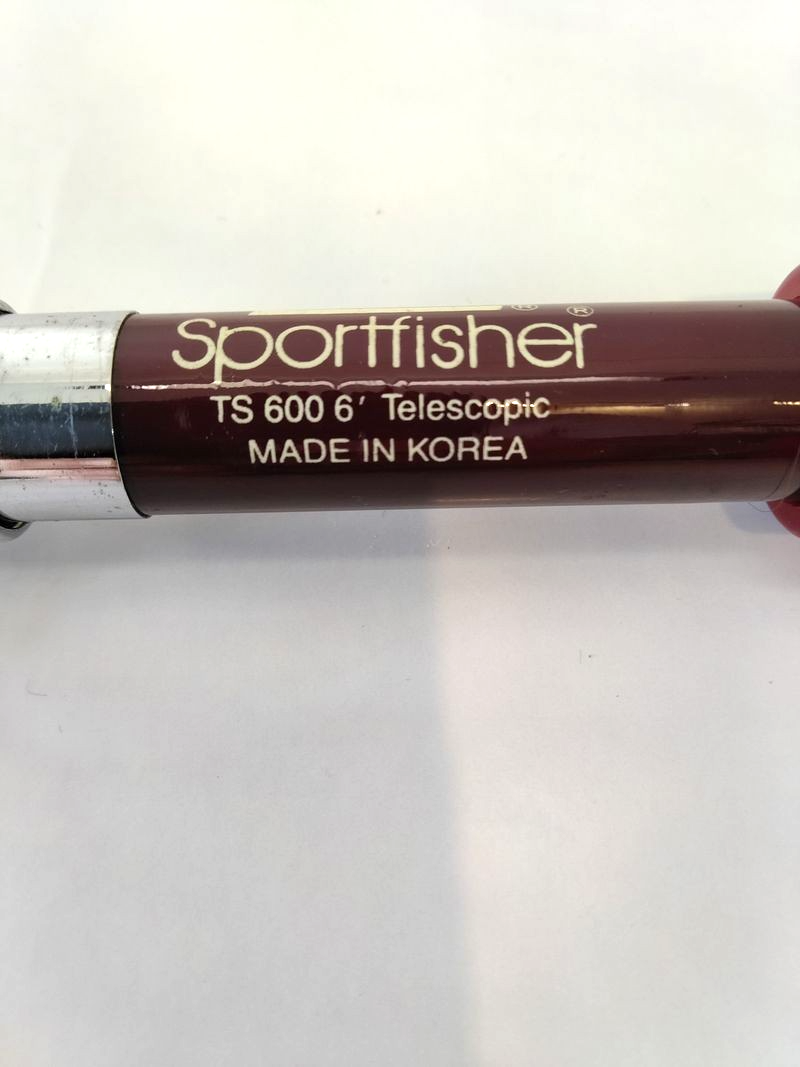 ®
Sportfisher®
TS 600 6′ Telescopic
MADE IN KOREA